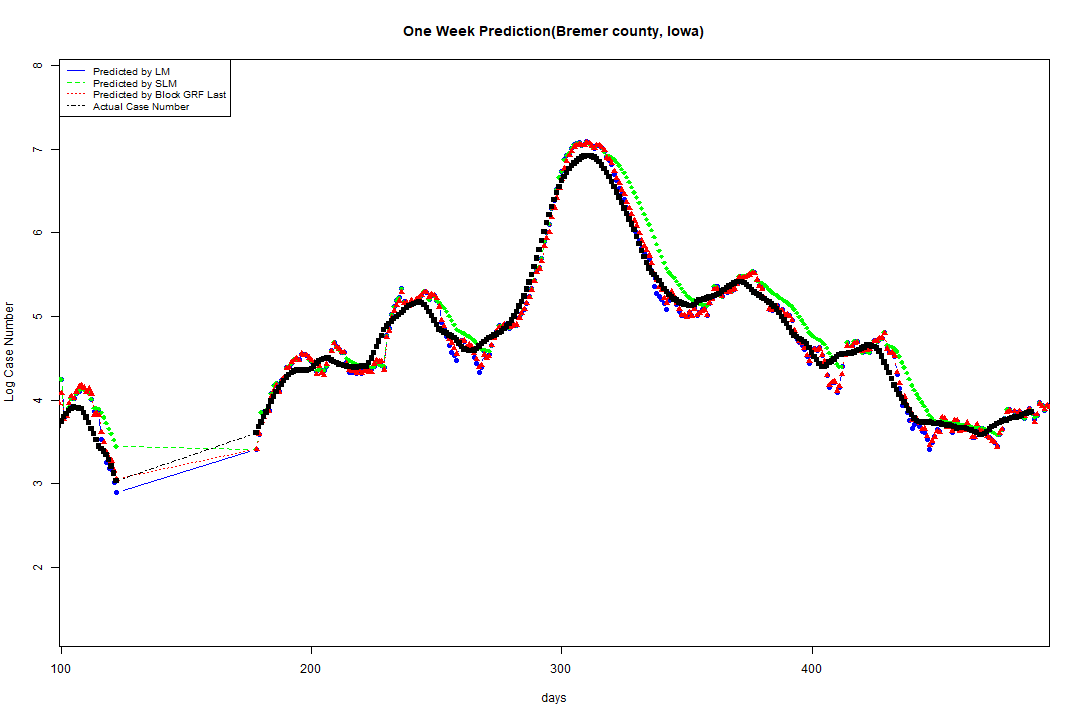 One Week Prediction(Bremer county, Iowa)
Predicted by LM
Predicted by SLM
Predicted by Block GRF Last
Actual Case Number
8
7
6
5
4
3
2
Log Case Number
100 200 300 400
days